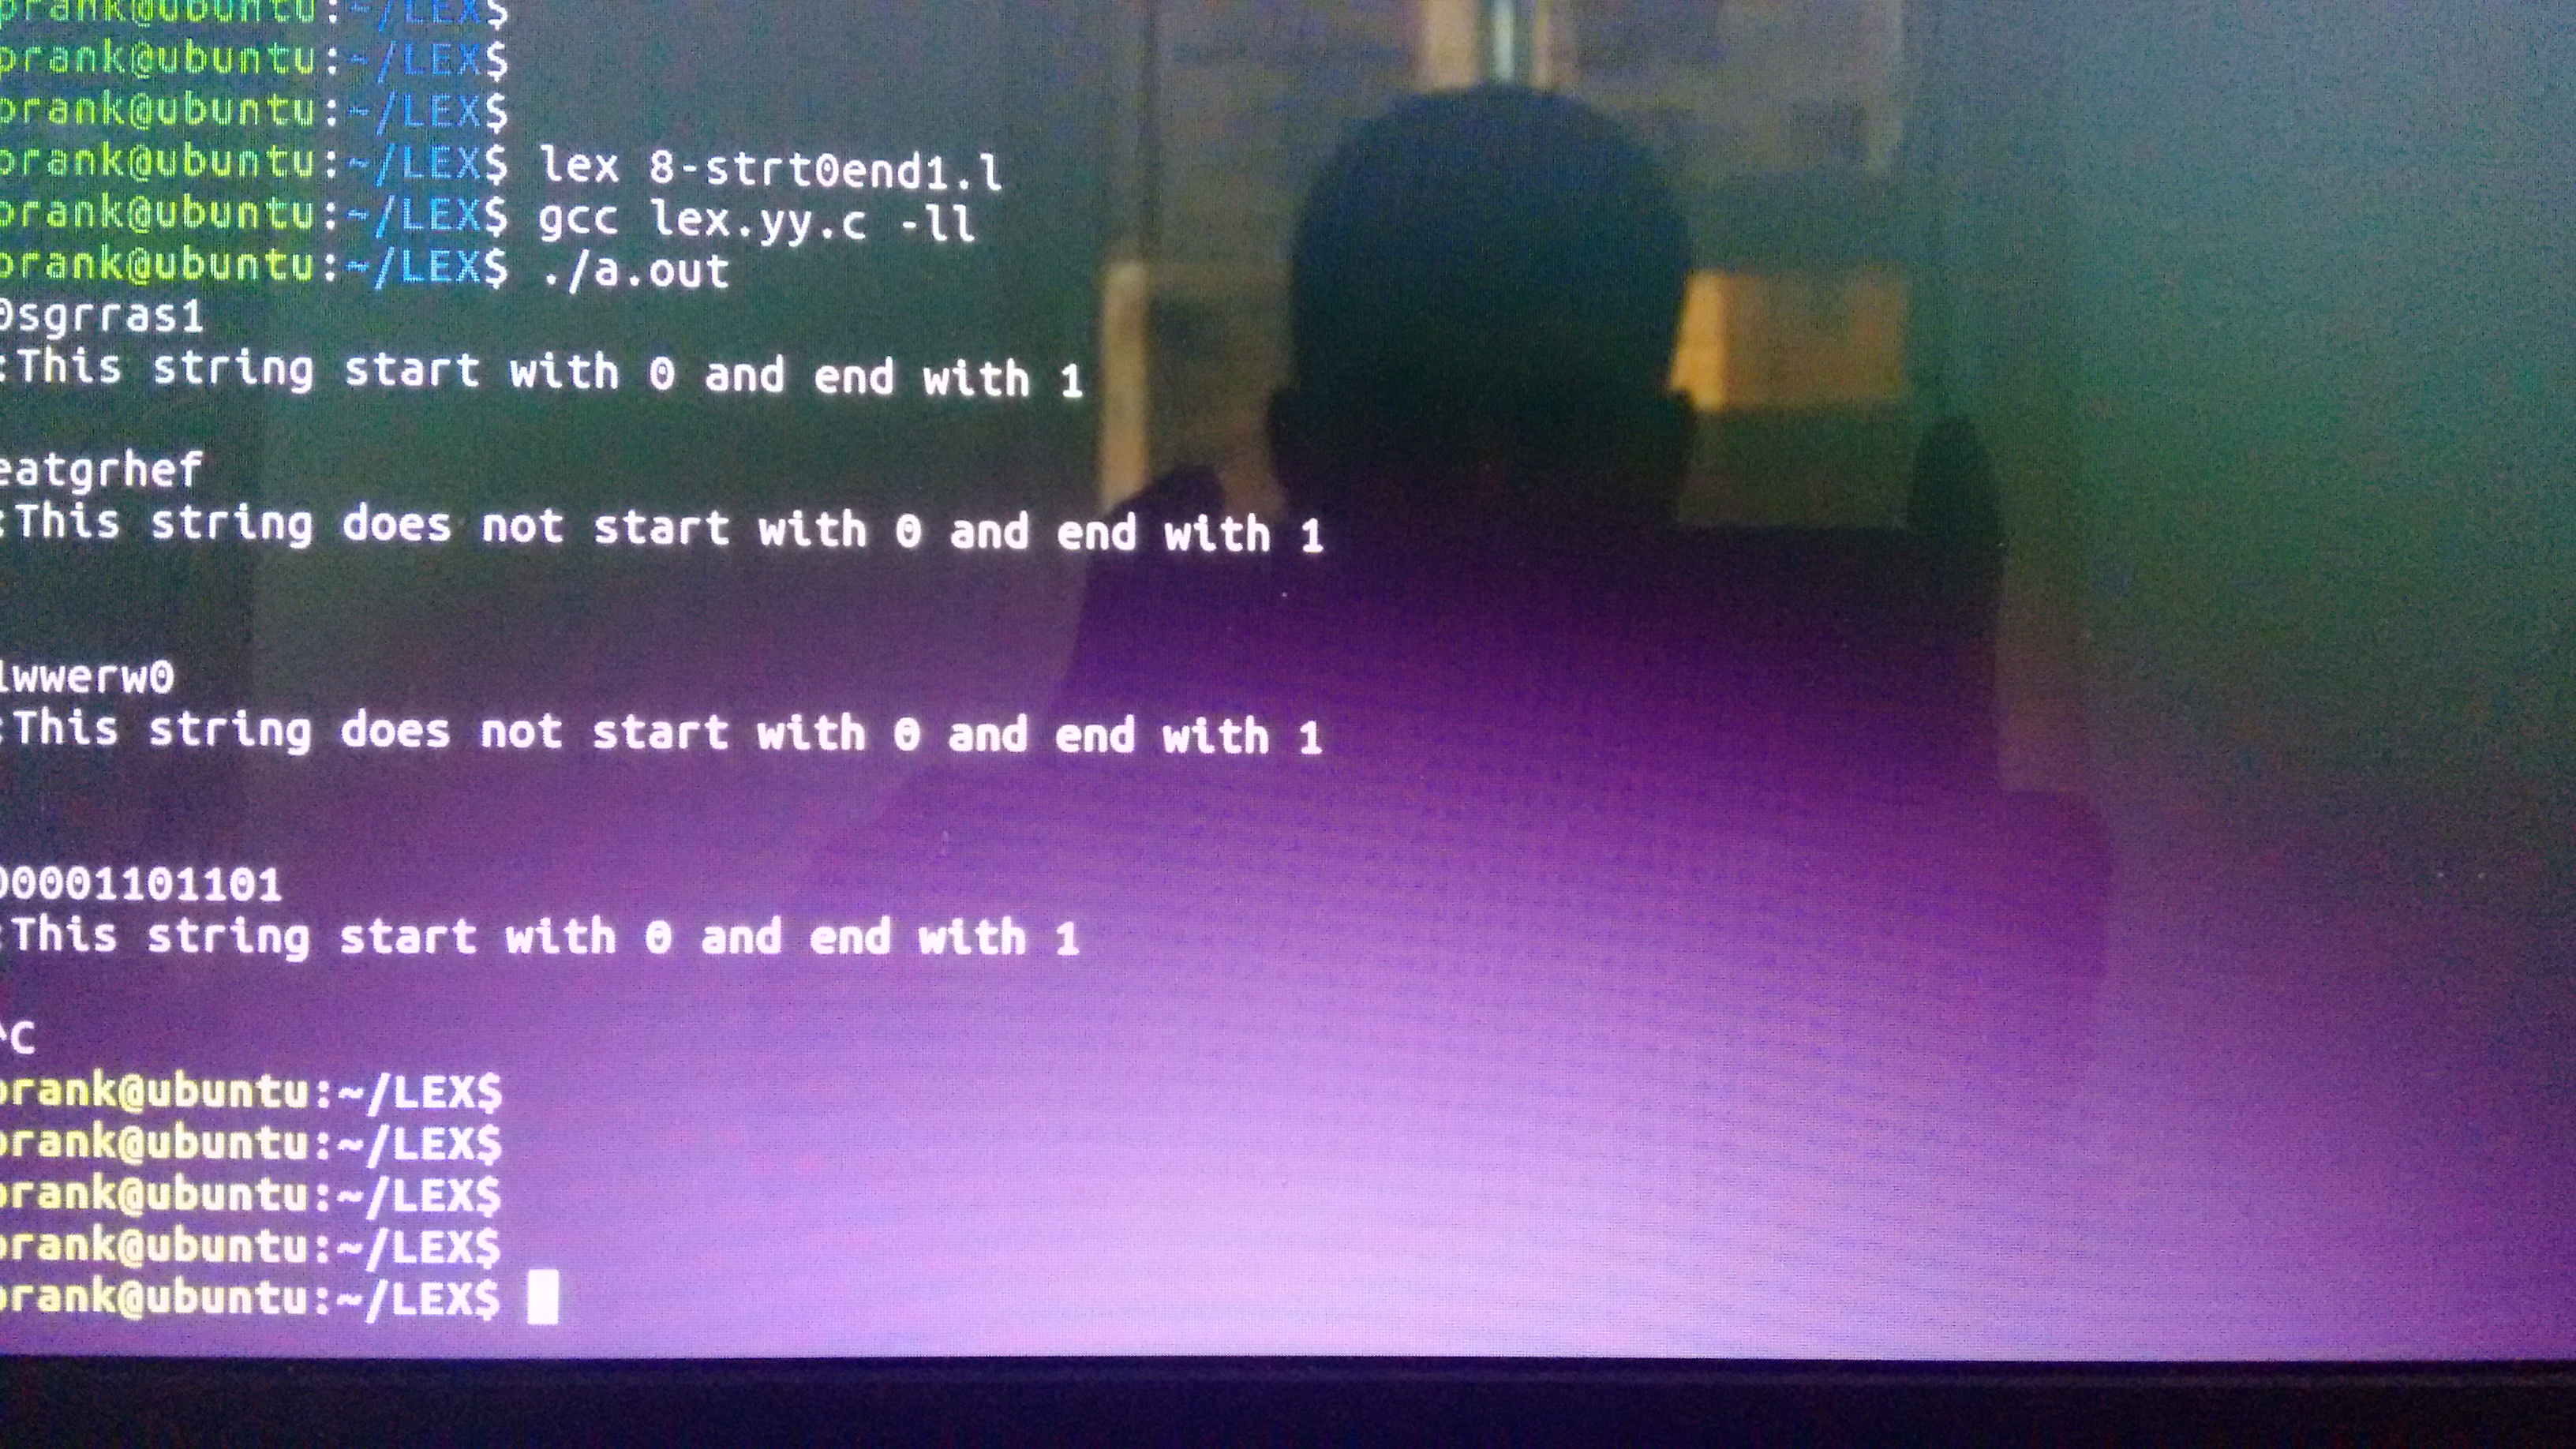 prank@ubuntu:~/LEX$
prank@ubuntu:~/LEX$
prank@ubuntu:~/LEX$
prank@ubuntu:~/LEX$ lex 8-strt0end1.l
prank@ubuntu:~/LEX$ gcc lex.yy.c -ll
prank@ubuntu:~/LEX$ ./a.out
0sgrras1
:This string start with 0 and end with 1
eatgrhef
:This string does not start with 0 and end with 1
1wwerw0
:This string does not start with 0 and end with 1
00001101101
:This string start with 0 and end with 1
^C
prank@ubuntu:~/LEX$
prank@ubuntu:~/LEX$
prank@ubuntu:~/LEX$
prank@ubuntu:~/LEX$
prank@ubuntu:~/LEX$